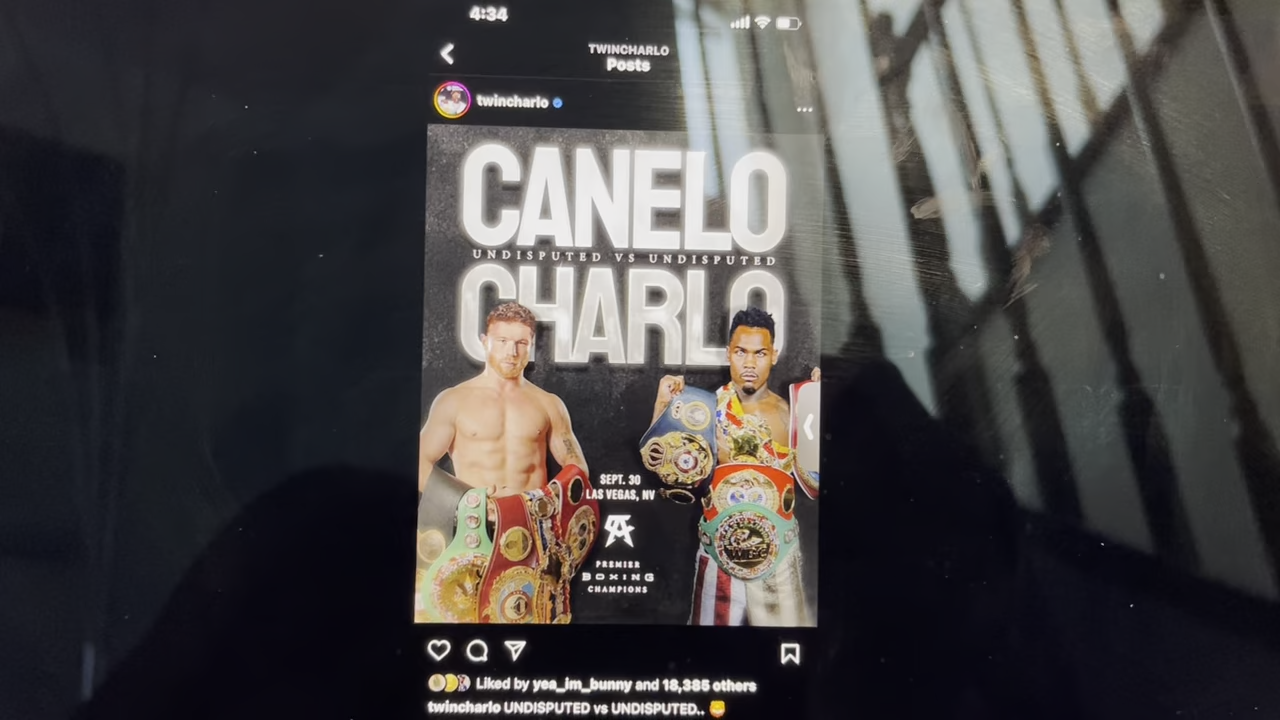 4:34
TWINCHARLO
Posts
twincharlo
CANELO
UNDISPUTED VS UNDISPUTED
CHARLO
SEPT. 30
LAS VEGAS, NV
PREMIER
BOXING
CHAMPIONS
Liked by yea_im_bunny and 18,385 others
twincharlo UNDISPUTED vs UNDISPUTED..